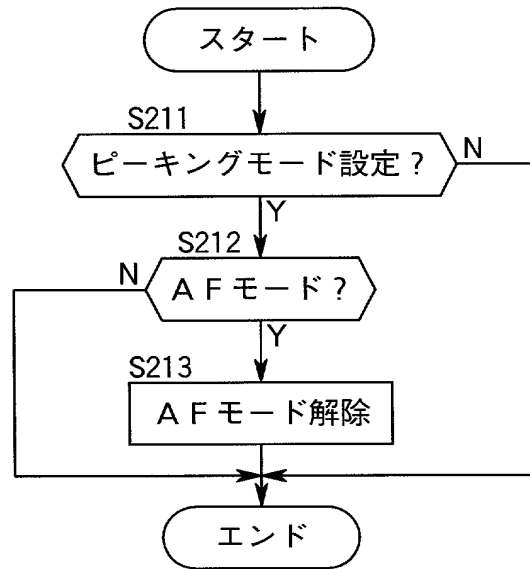 スタート
S211
ピーキングモード設定？
N
Y
S212
N
ＡＦモード？
Y
S213
ＡＦモード解除
エンド